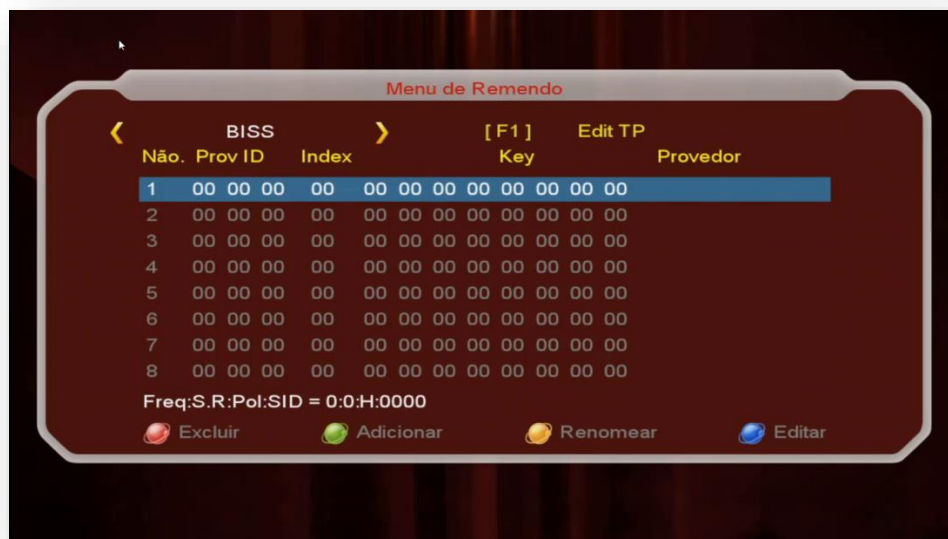 Menu de Remendo
BISS [ F1 ] Edit TP
Não. Prov ID Index Key Provedor
1 00 00 00 00 00 00 00 00 00 00 00 00
2 00 00 00 00 00 00 00 00 00 00 00 00
3 00 00 00 00 00 00 00 00 00 00 00 00
4 00 00 00 00 00 00 00 00 00 00 00 00
5 00 00 00 00 00 00 00 00 00 00 00 00
6 00 00 00 00 00 00 00 00 00 00 00 00
7 00 00 00 00 00 00 00 00 00 00 00 00
8 00 00 00 00 00 00 00 00 00 00 00 00
Freq:S.R:Pol:SID = 0:0:H:0000
Excluir Adicionar Renomear Editar